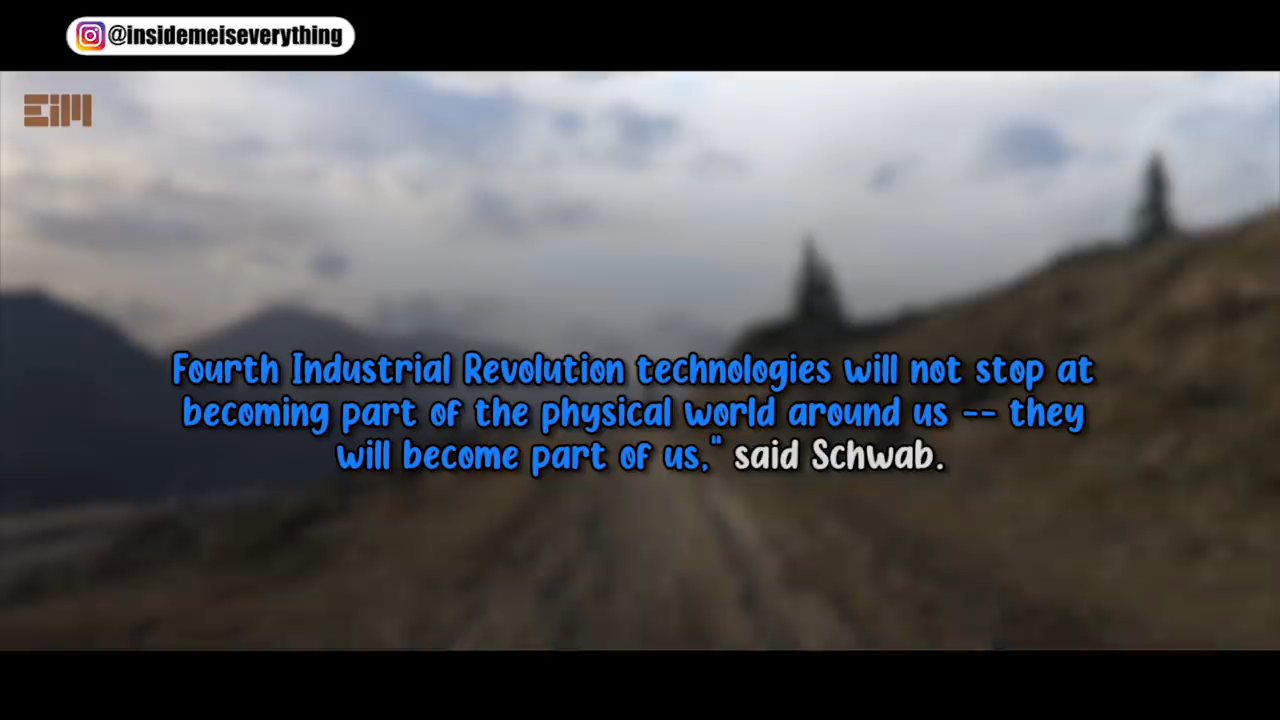 @insidemeiseverything
EiM
Fourth Industrial Revolution technologies will not stop at
becoming part of the physical world around us -- they
will become part of us," said Schwab.